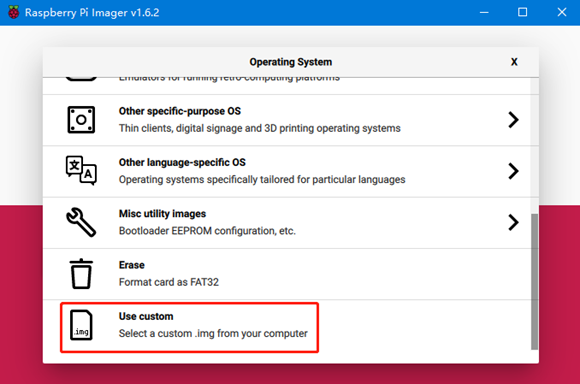 Raspberry Pi Imager v1.6.2
Operating System
X
Emulators for running retro-computing platforms
Other specific-purpose OS
Thin clients, digital signage and 3D printing operating systems
Other language-specific OS
Operating systems specifically tailored for particular languages
Misc utility images
Bootloader EEPROM configuration, etc.
Erase
Format card as FAT32
Use custom
.img
Select a custom .img from your computer
文
A